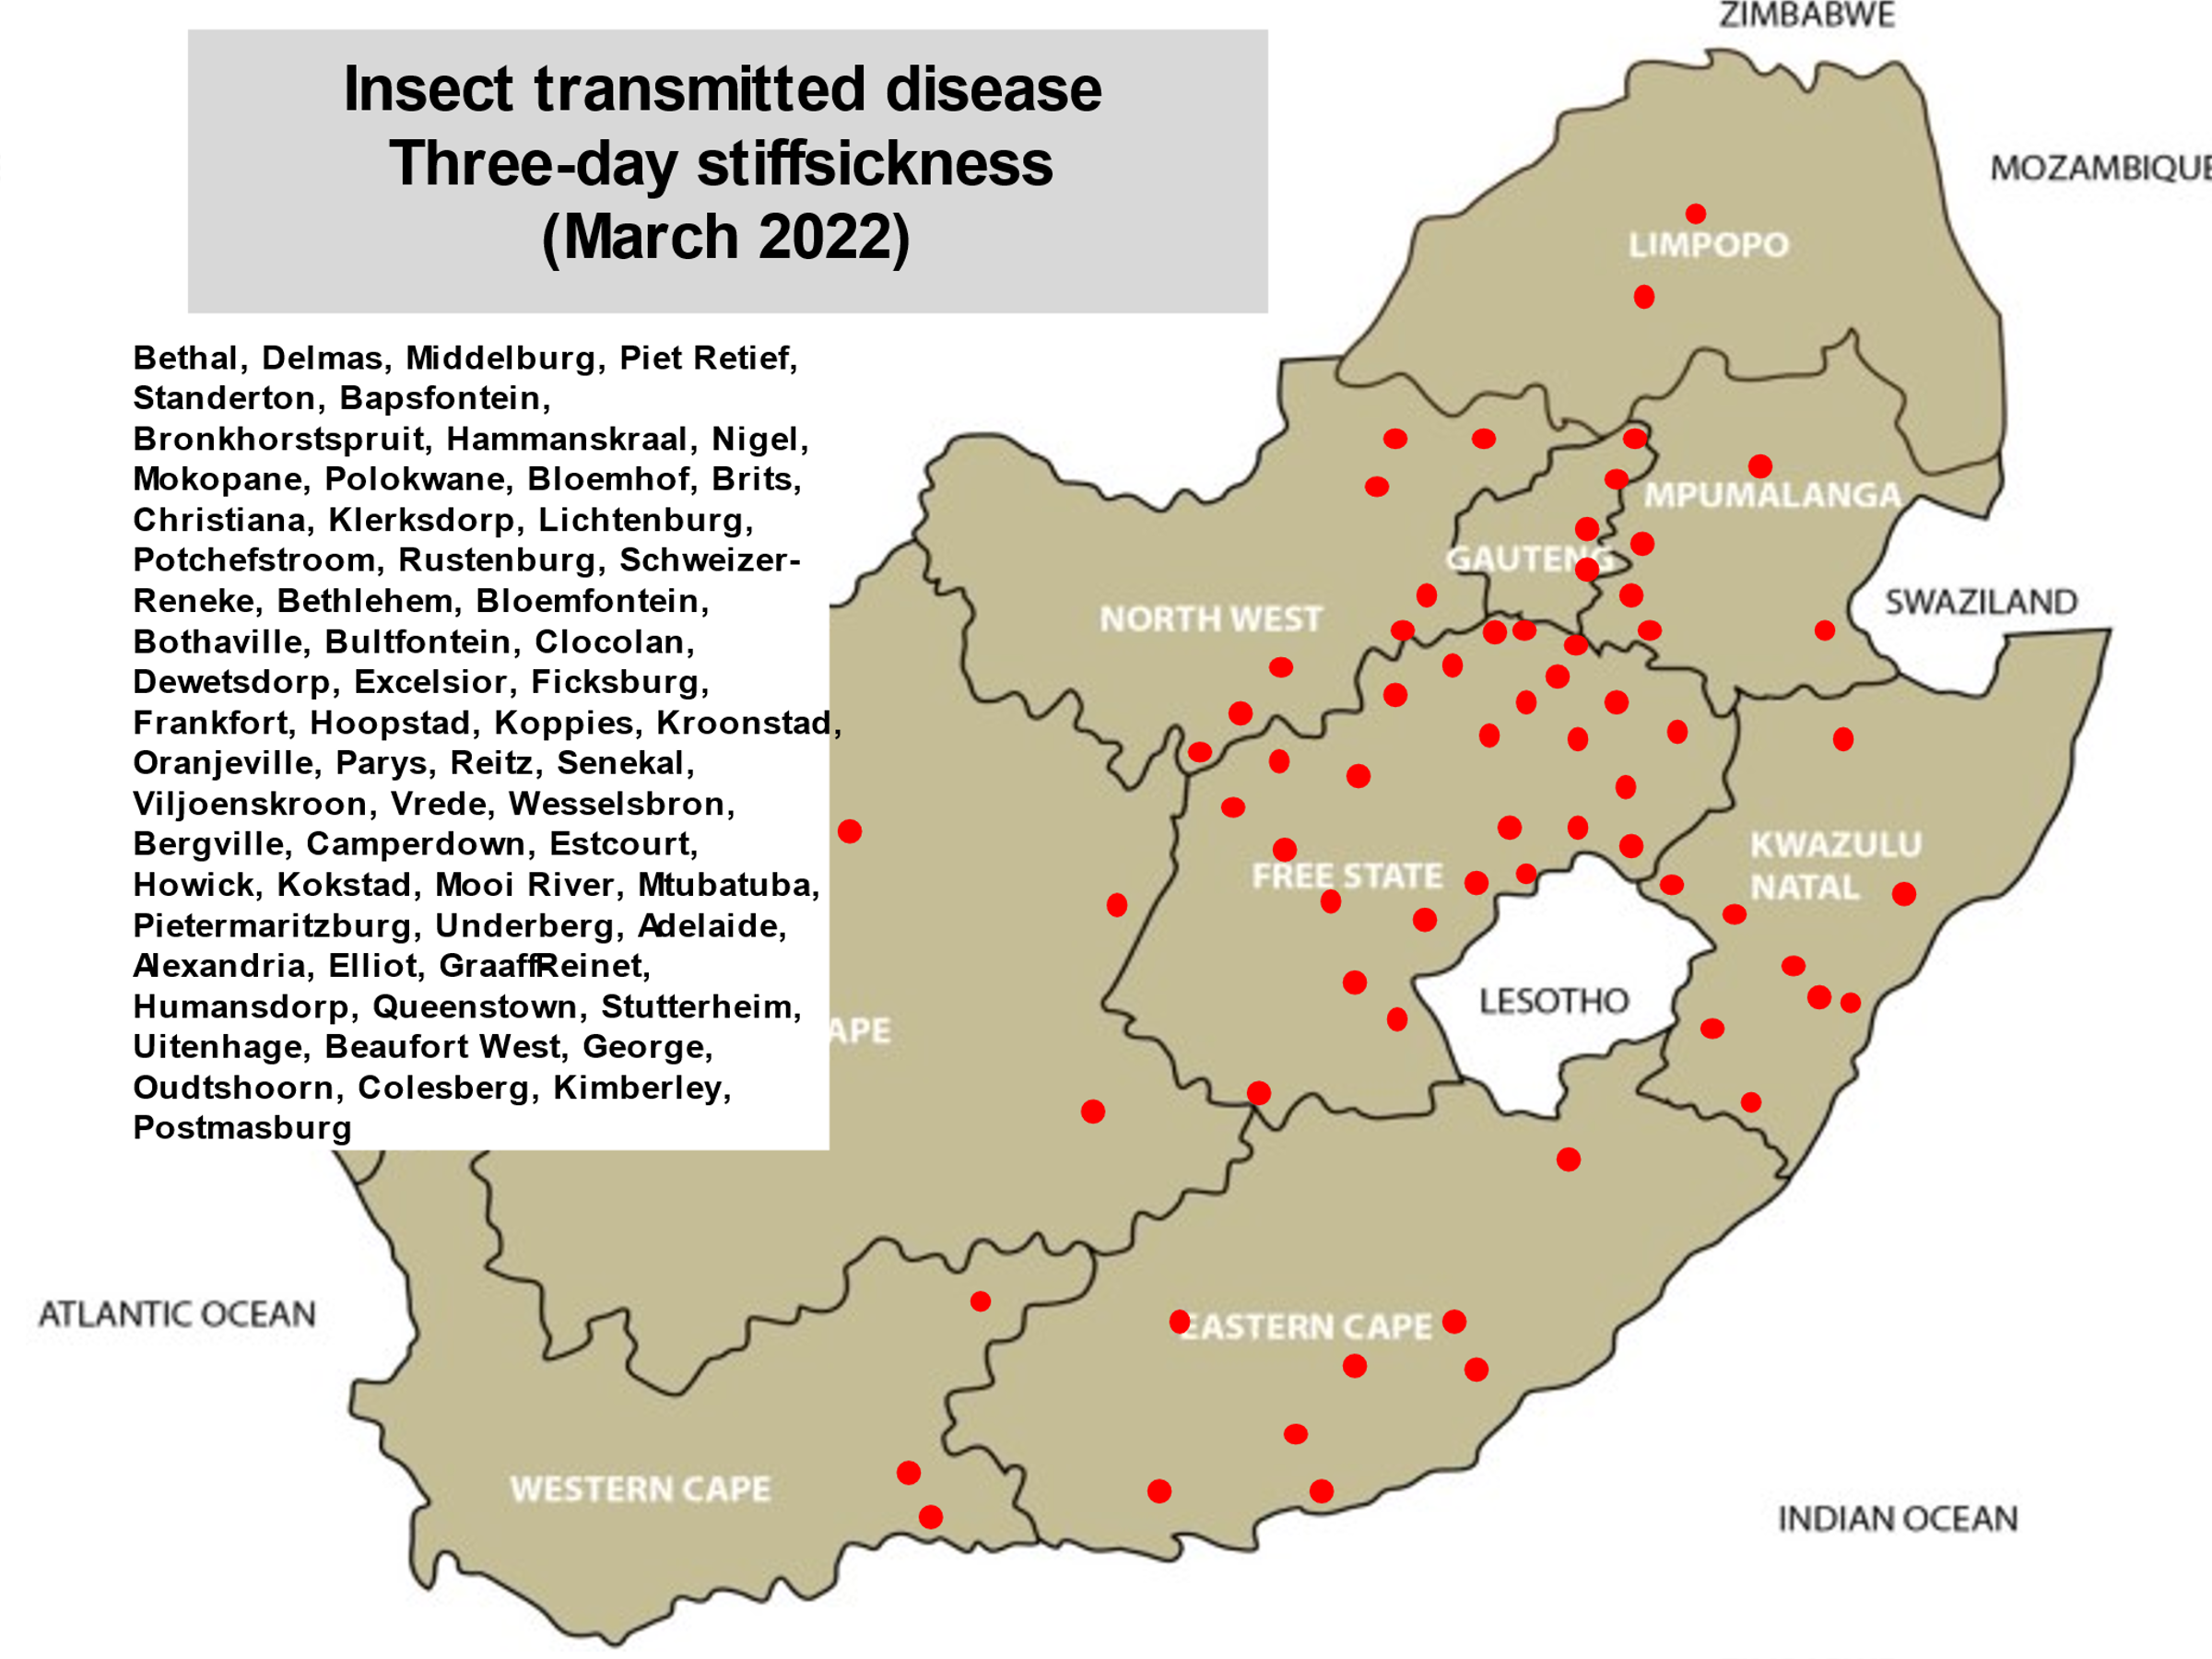 ZIMBABWE
Insect transmitted disease
Three-day stiffsickness
(March 2022)
MOZAMBIQUE
LIMPOPO
Bethal, Delmas, Middelburg, Piet Retief,
Standerton, Bapsfontein,
Bronkhorstspruit, Hammanskraal, Nigel,
Mokopane, Polokwane, Bloemhof, Brits,
Christiana, Klerksdorp, Lichtenburg,
Potchefstroom, Rustenburg, Schweizer-
Reneke, Bethlehem, Bloemfontein,
Bothaville, Bultfontein, Clocolan,
Dewetsdorp, Excelsior, Ficksburg,
Frankfort, Hoopstad, Koppies, Kroonstad,
Oranjeville, Parys, Reitz, Senekal,
Viljoenskroon, Vrede, Wesselsbron,
Bergville, Camperdown, Estcourt,
Howick, Kokstad, Mooi River, Mtubatuba,
Pietermaritzburg, Underberg, Adelaide,
Alexandria, Elliot, GraaffReinet,
Humansdorp, Queenstown, Stutterheim,
Uitenhage, Beaufort West, George,
Oudtshoorn, Colesberg, Kimberley,
Postmasburg
MPUMALANGA
GAUTENG
SWAZILAND
NORTH WEST
KWAZULU
NATAL
FREE STATE
LESOTHO
APE
ATLANTIC OCEAN
EASTERN CAPE
WESTERN CAPE
INDIAN OCEAN